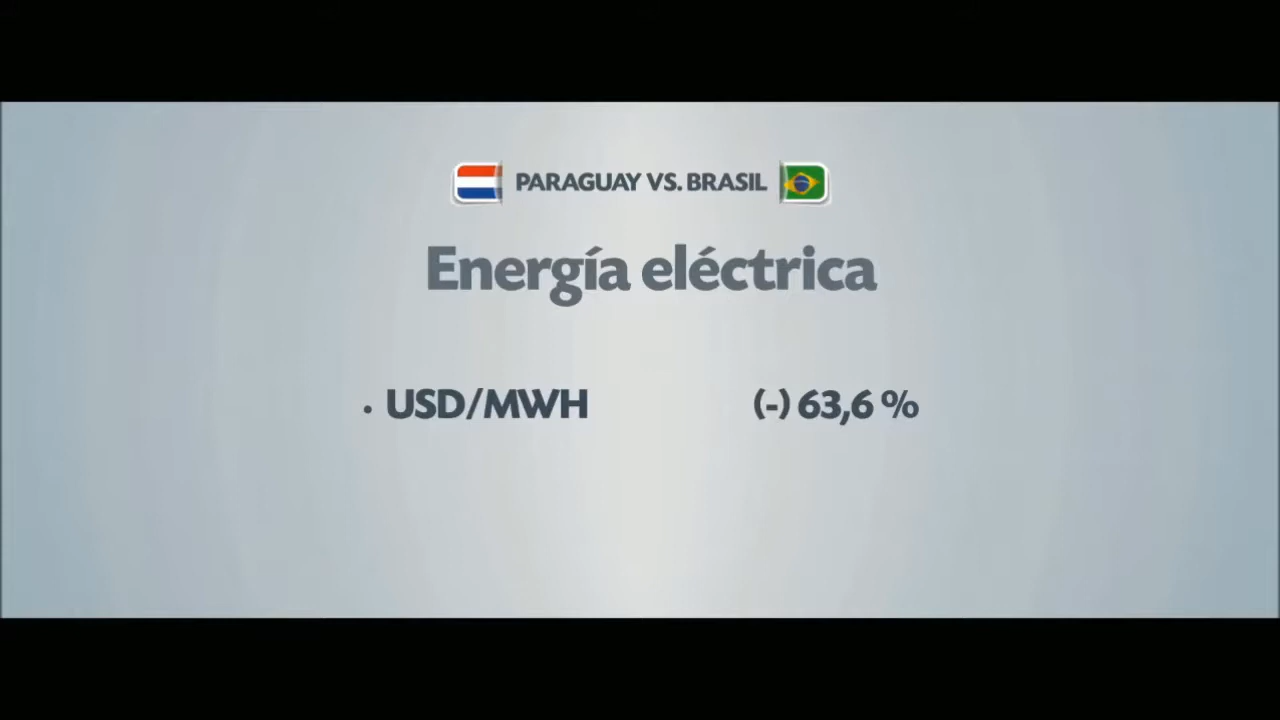 PARAGUAY VS. BRASIL
Energía eléctrica
• USD/MWH (-) 63,6 %